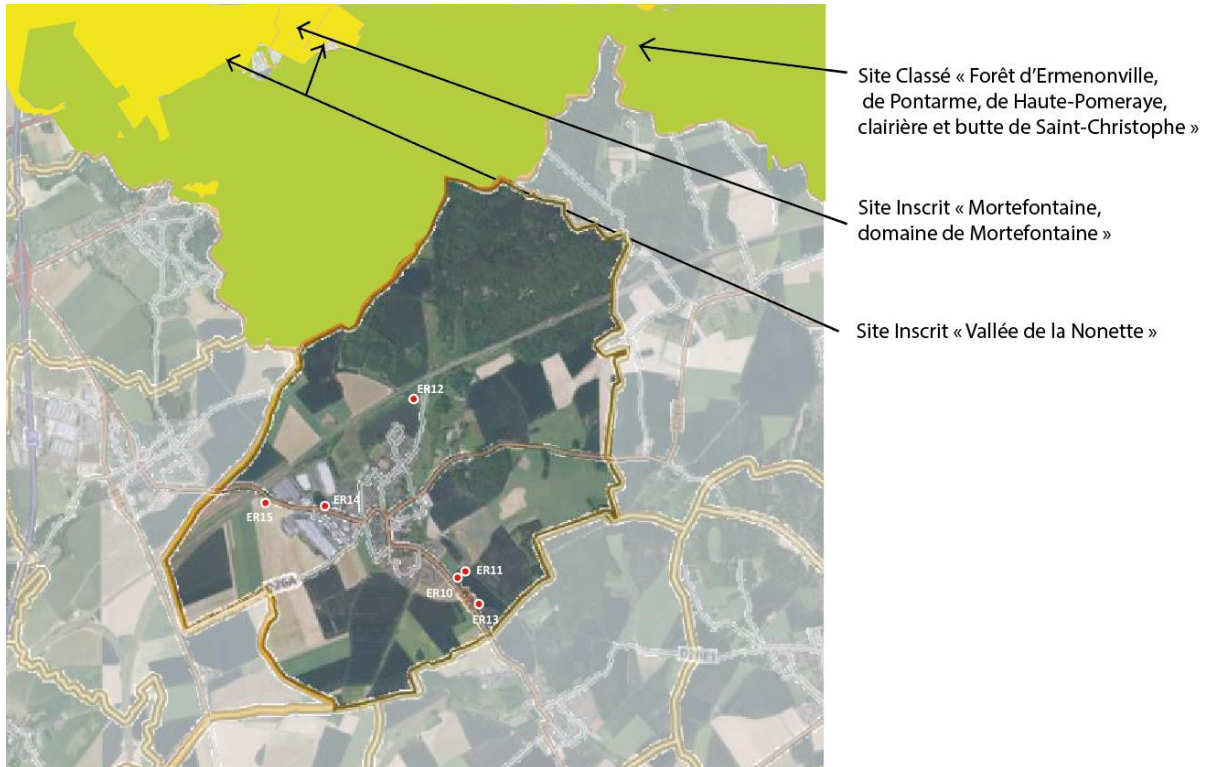 Site Classé « Forêt d’Ermenonville,
de Pontarme, de Haute-Pomeraye,
clairière et butte de Saint-Christophe »
Site Inscrit « Mortefontaine,
domaine de Mortefontaine »
Site Inscrit « Vallée de la Nonette »
ER12
ER14
ER15
ER11
ER10
ER13